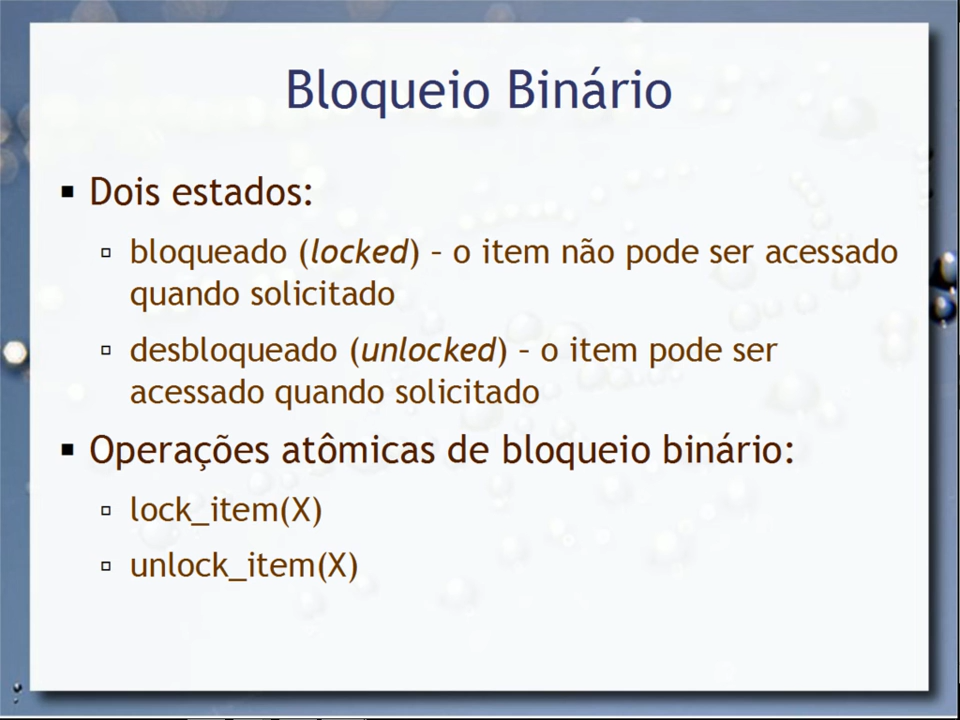 Bloqueio Binário
▪ Dois estados:
▫ bloqueado (locked) – o item não pode ser acessado
quando solicitado
▫ desbloqueado (unlocked) – o item pode ser
acessado quando solicitado
▪ Operações atômicas de bloqueio binário:
▫ lock_item(X)
▫ unlock_item(X)